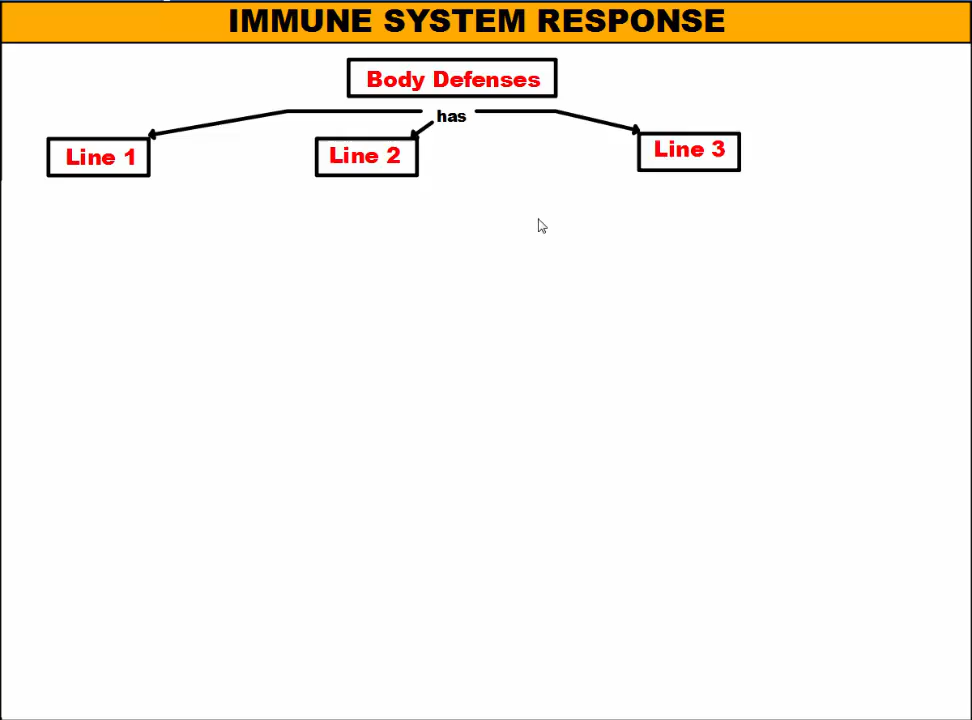 IMMUNE SYSTEM RESPONSE
Body Defenses
has
Line 1
Line 2
Line 3